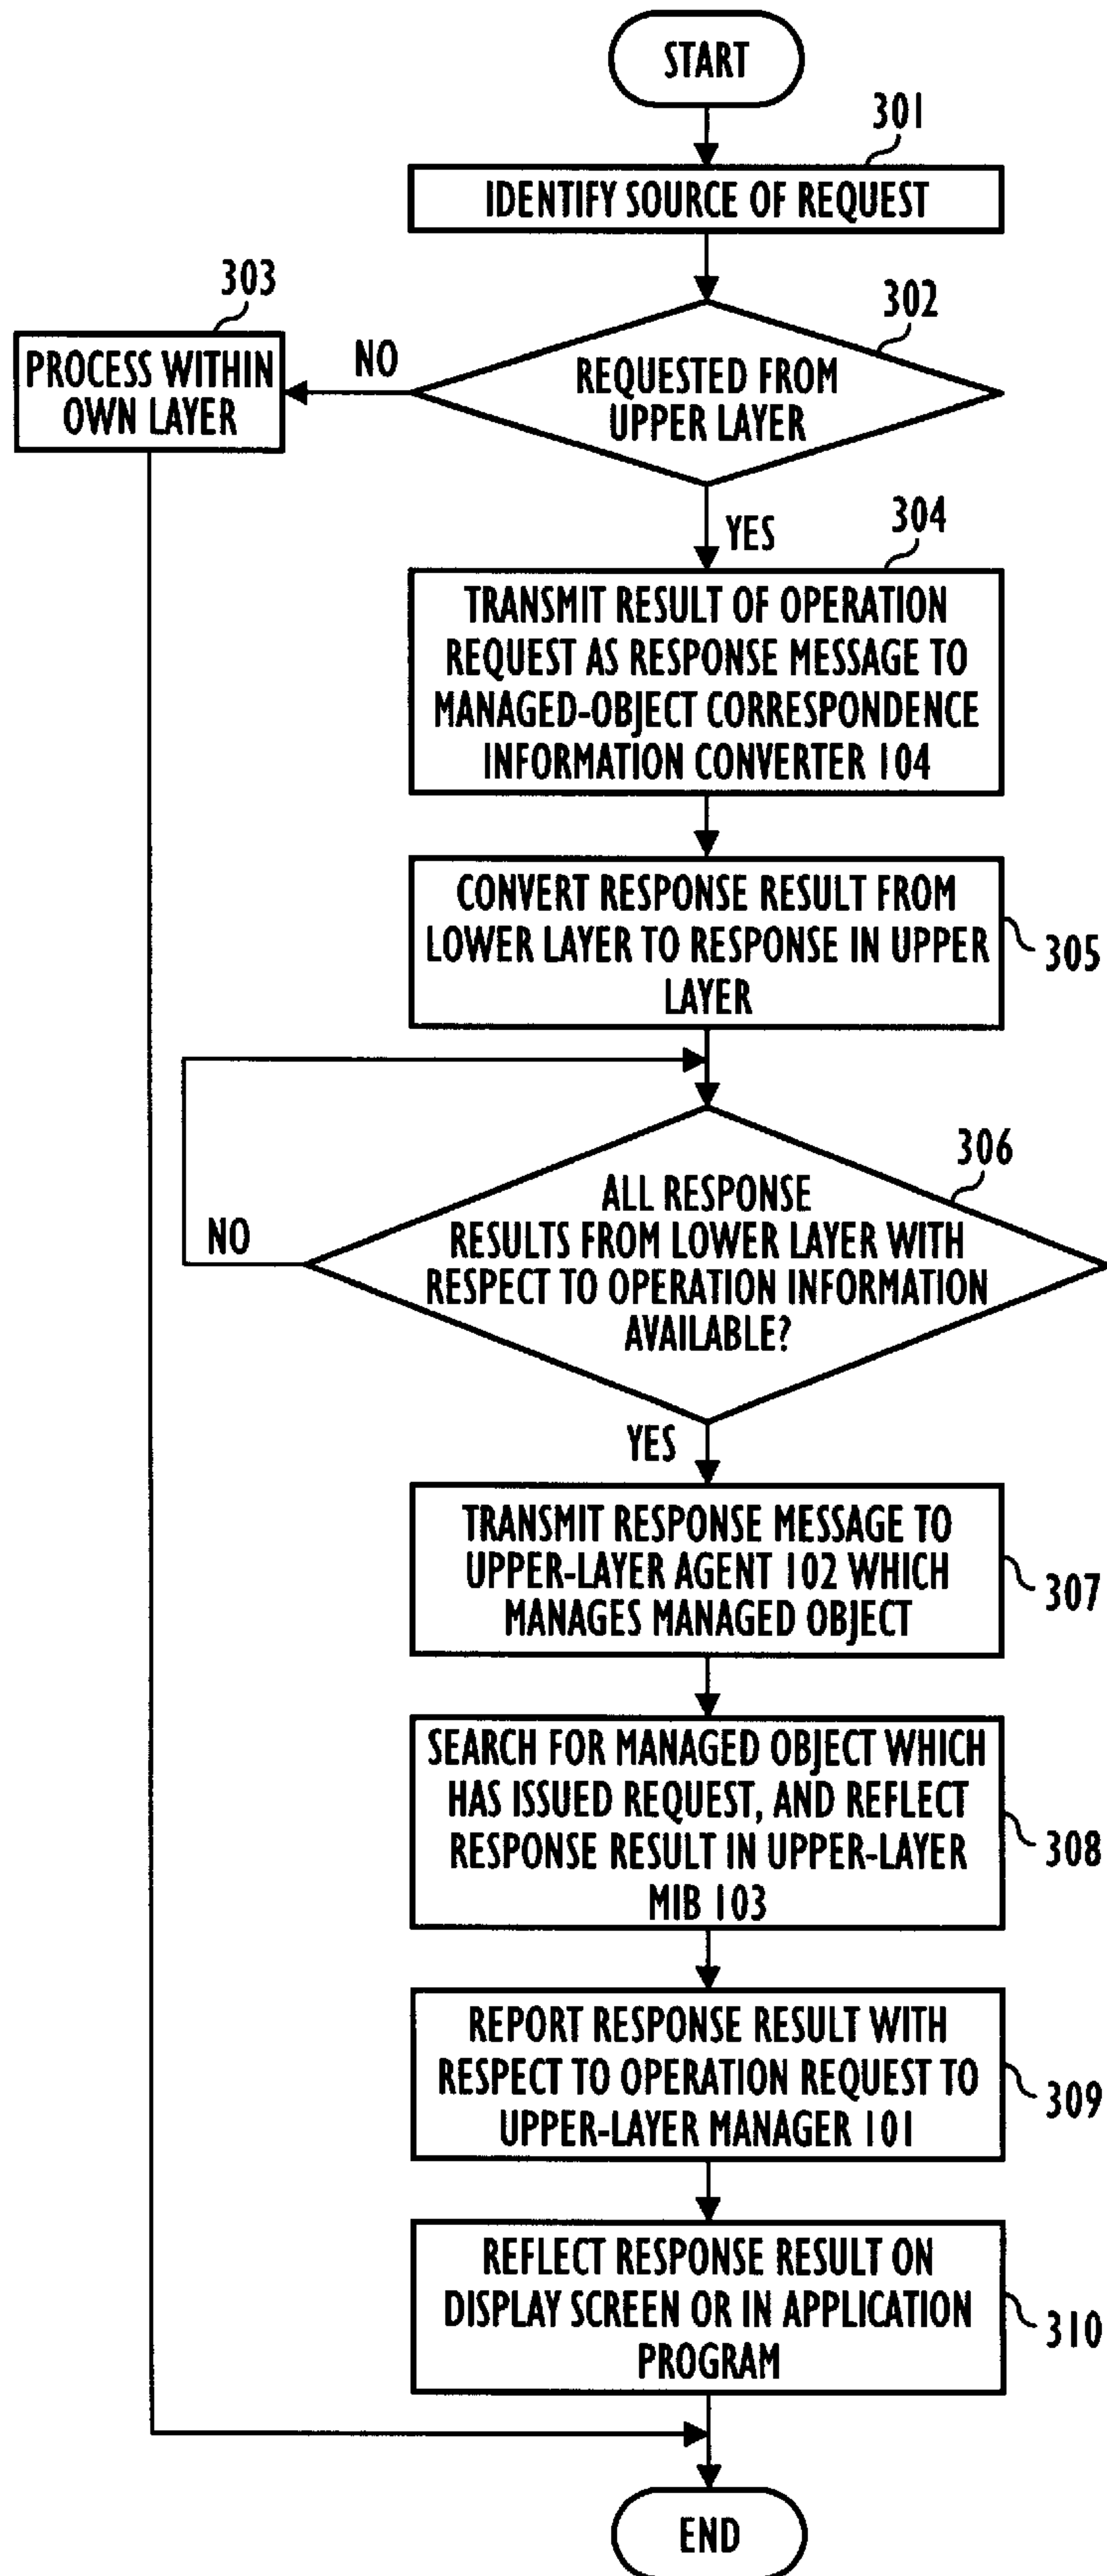 START
301
IDENTIFY SOURCE OF REQUEST
303
302
PROCESS WITHIN
OWN LAYER
NO
REQUESTED FROM
UPPER LAYER
YES
304
TRANSMIT RESULT OF OPERATION
REQUEST AS RESPONSE MESSAGE TO
MANAGED-OBJECT CORRESPONDENCE
INFORMATION CONVERTER 104
CONVERT RESPONSE RESULT FROM
LOWER LAYER TO RESPONSE IN UPPER
LAYER
305
306
ALL RESPONSE
RESULTS FROM LOWER LAYER WITH
RESPECT TO OPERATION INFORMATION
AVAILABLE?
NO
YES
TRANSMIT RESPONSE MESSAGE TO
UPPER-LAYER AGENT 102 WHICH
MANAGES MANAGED OBJECT
307
SEARCH FOR MANAGED OBJECT WHICH
HAS ISSUED REQUEST, AND REFLECT
RESPONSE RESULT IN UPPER-LAYER
MIB 103
308
REPORT RESPONSE RESULT WITH
RESPECT TO OPERATION REQUEST TO
UPPER-LAYER MANAGER 101
309
REFLECT RESPONSE RESULT ON
DISPLAY SCREEN OR IN APPLICATION
PROGRAM
310
END